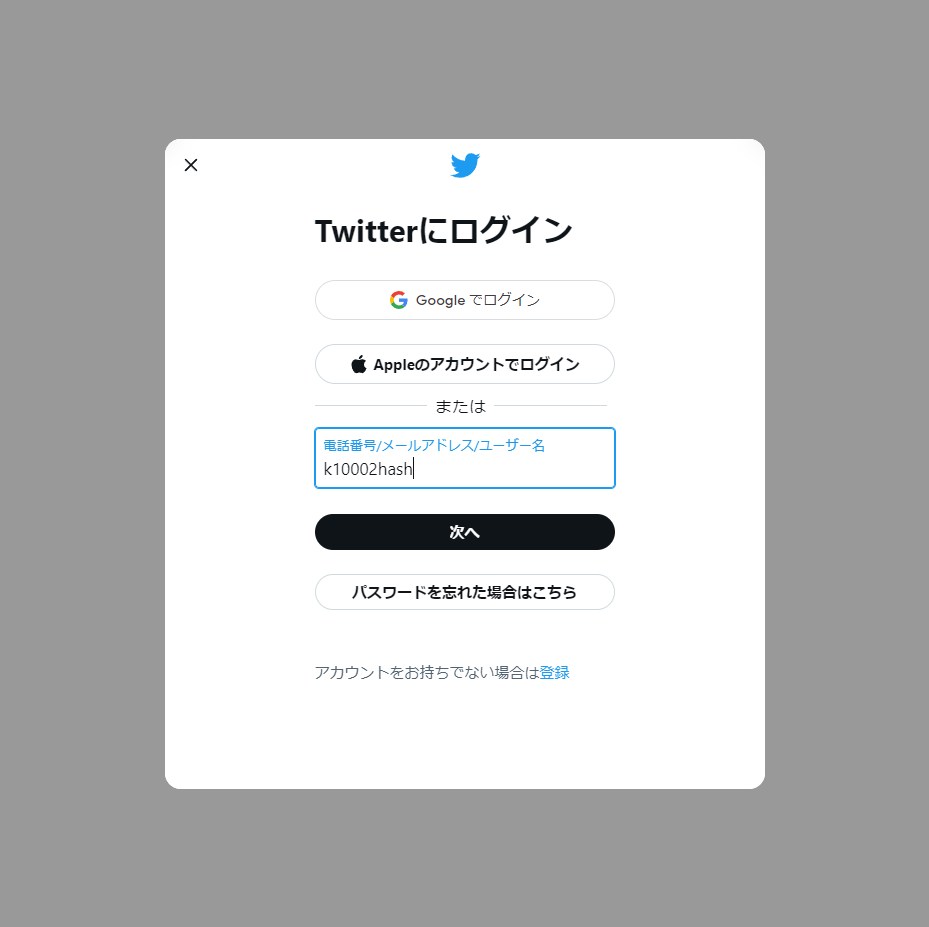 Twitterにログイン
Google でログイン
Appleのアカウントでログイン
または
電話番号/メールアドレス/ユーザー名
k10002hash
次へ
パスワードを忘れた場合はこちら
アカウントをお持ちでない場合は登録